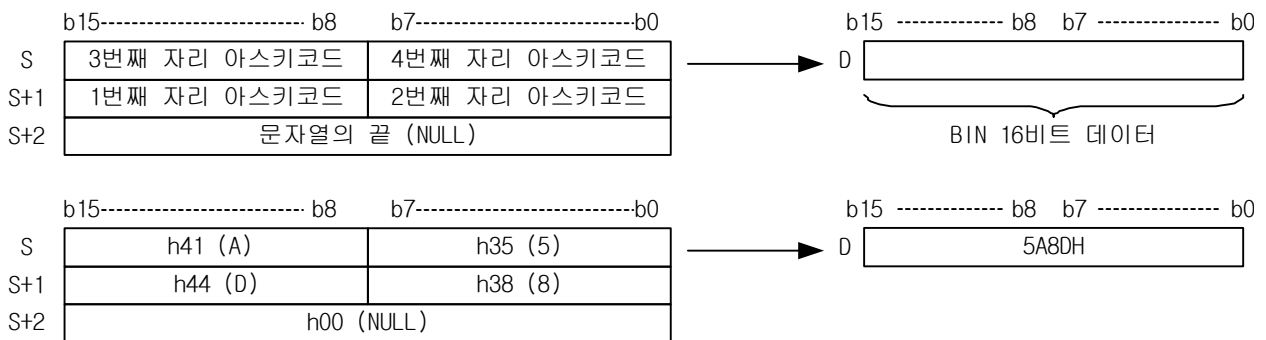 b15--------------------- b8 b7---------------------------b0 b15 -------------- b8 b7 ---------------- b0
S 3번째 자리 아스키코드 4번째 자리 아스키코드 D
S+1 1번째 자리 아스키코드 2번째 자리 아스키코드
S+2 문자열의 끝 (NULL) BIN 16비트 데이터
b15--------------------------- b8 b7-----------------------------b0 b15 -------------- b8 b7 ---------------- b0
S h41 (A) h35 (5) D 5A8DH
S+1 h44 (D) h38 (8)
S+2 h00 (NULL)